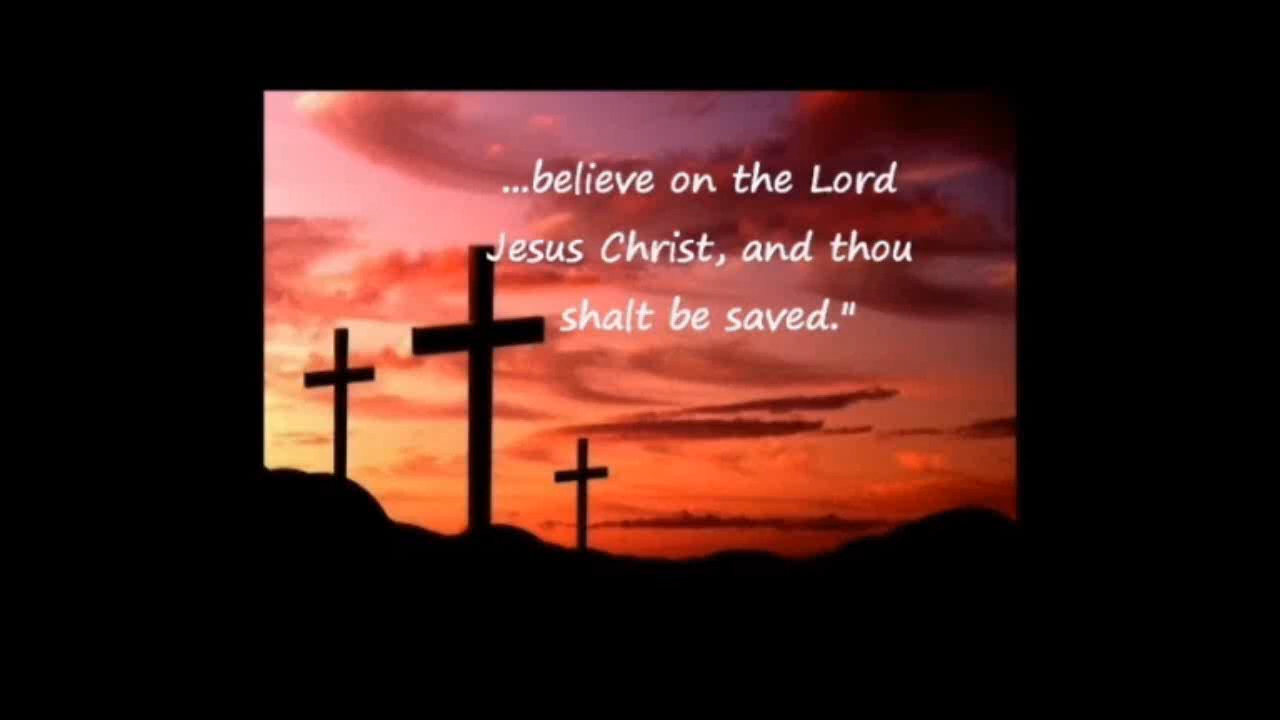 ...believe on the Lord
Jesus Christ, and thou
shalt be saved."